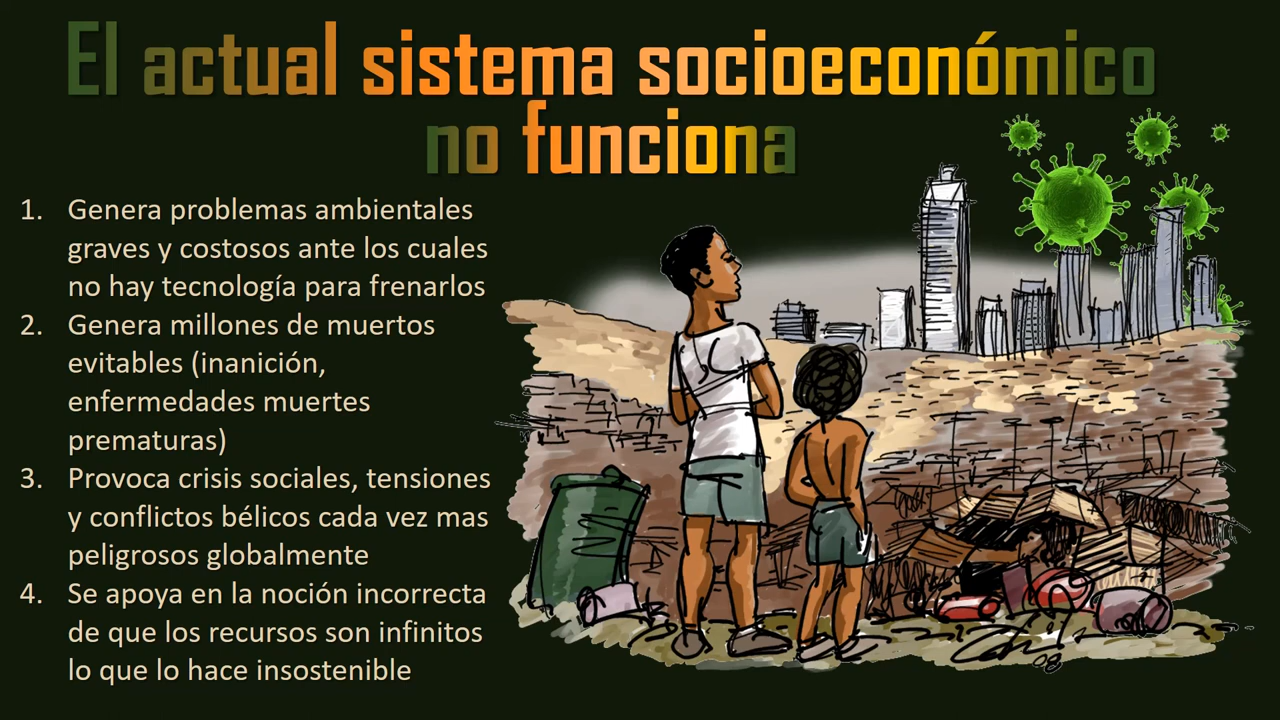 El actual sistema socioeconómico
no funciona
1. Genera problemas ambientales
graves y costosos ante los cuales
no hay tecnología para frenarlos
2. Genera millones de muertos
evitables (inanición,
enfermedades muertes
prematuras)
3. Provoca crisis sociales, tensiones
y conflictos bélicos cada vez mas
peligrosos globalmente
4. Se apoya en la noción incorrecta
de que los recursos son infinitos
lo que lo hace insostenible
08